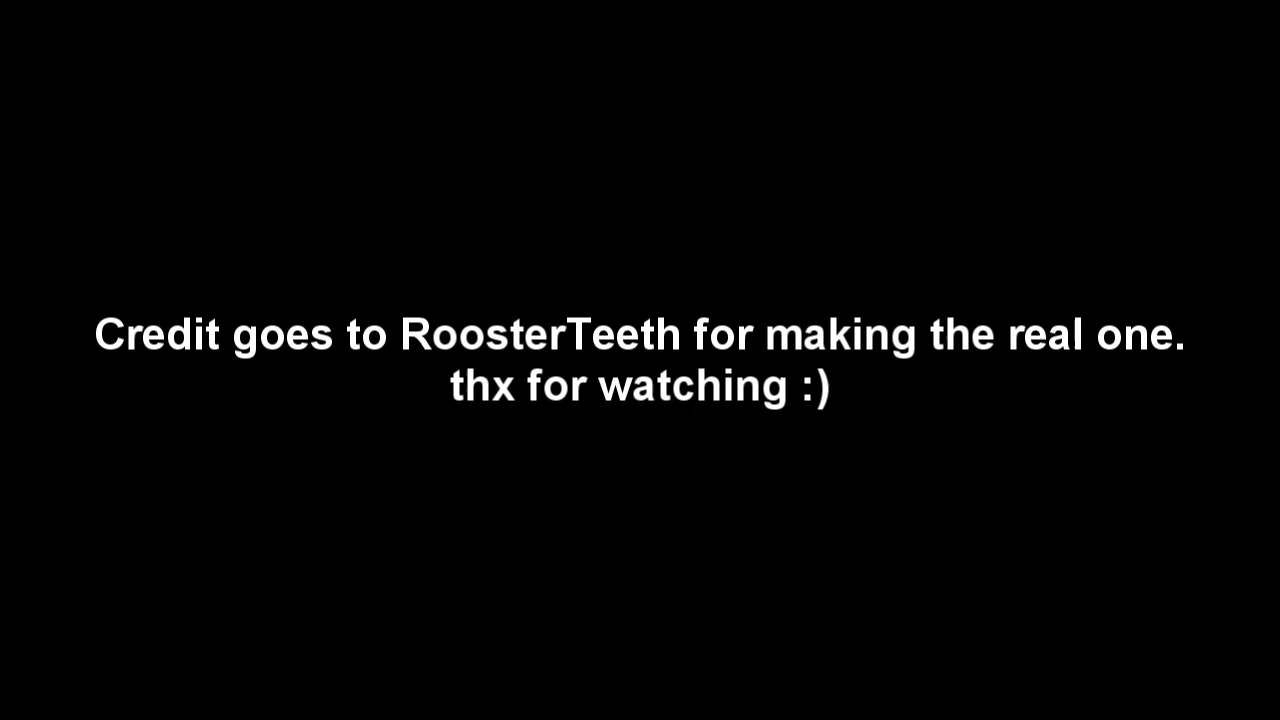 Credit goes to RoosterTeeth for making the real one.
thx for watching :)